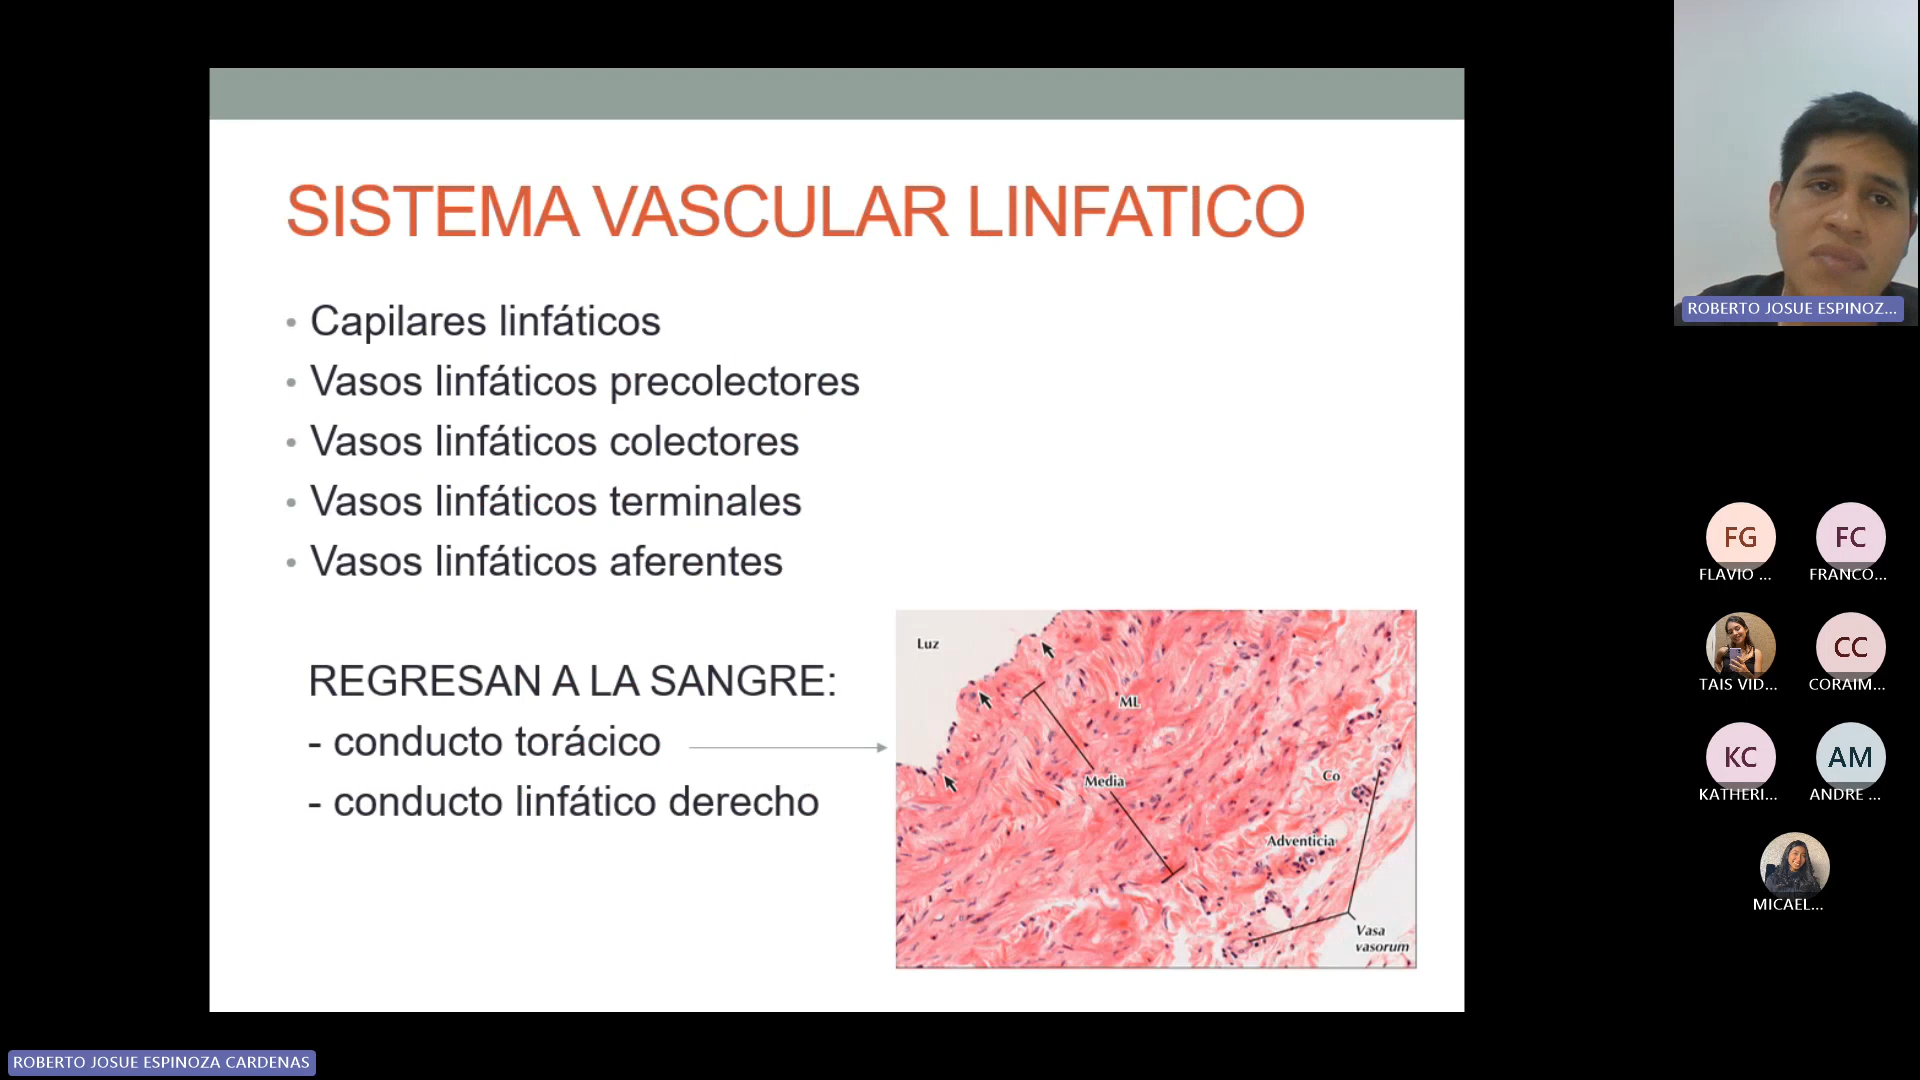 SISTEMA VASCULAR LINFATICO
• Capilares linfáticos
• Vasos linfáticos precolectores
• Vasos linfáticos colectores
• Vasos linfáticos terminales
• Vasos linfáticos aferentes
REGRESAN A LA SANGRE:
- conducto torácico
- conducto linfático derecho
Luz
ML
Media
Co
Adventicia
Vasa
vasorum
ROBERTO JOSUE ESPINOZ...
FG
FLAVIO ...
FC
FRANCO...
TAIS VID...
CC
CORAIM...
KC
KATHERI...
AM
ANDRE ...
MICAEL...
ROBERTO JOSUE ESPINOZA CARDENAS